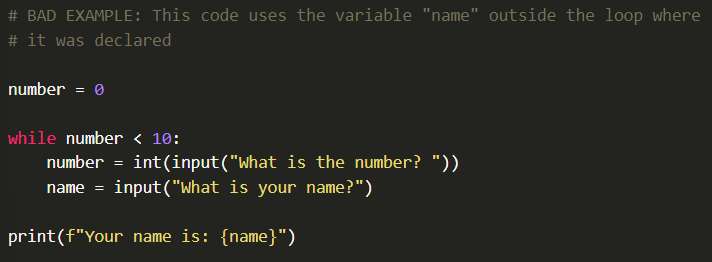 # BAD EXAMPLE: This code uses the variable "name" outside the loop where
# it was declared
number = 0
while number < 10:
    number = int(input("What is the number? "))
    name = input("What is your name?")
print(f"Your name is: {name}")